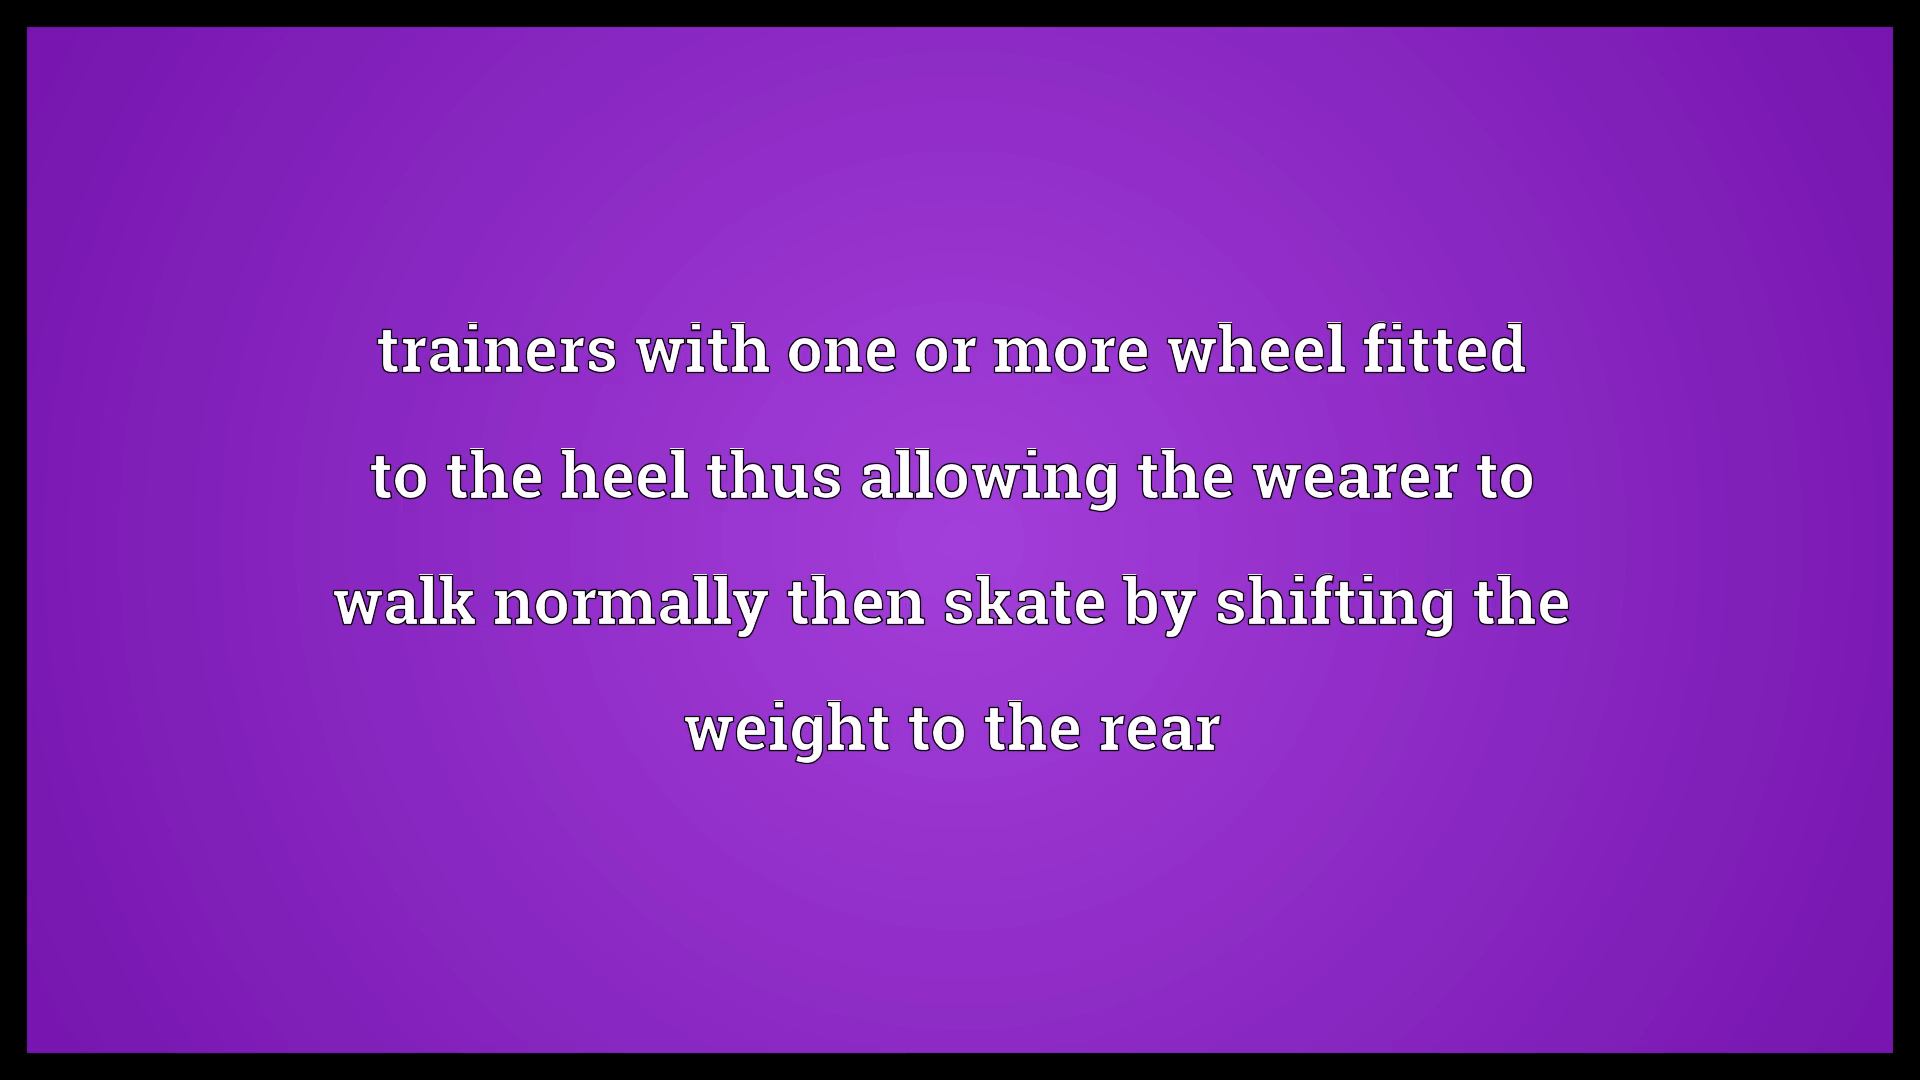 trainers with one or more wheel fitted
to the heel thus allowing the wearer to
walk normally then skate by shifting the
weight to the rear